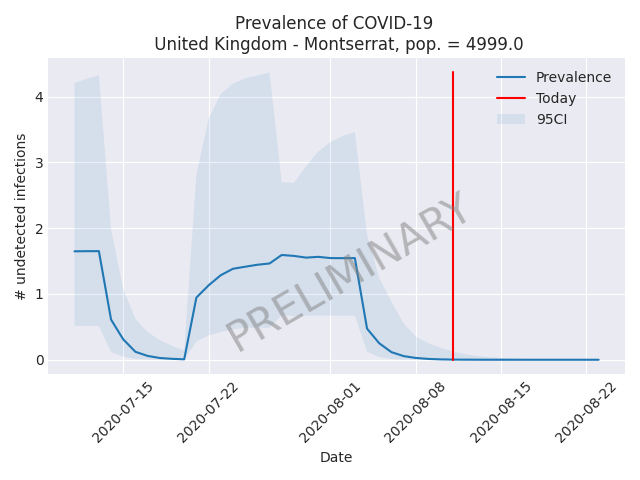 Prevalence of COVID-19
United Kingdom - Montserrat, pop. = 4999.0
# undetected infections
4
3
2
1
0
Prevalence
Today
95CI
PRELIMINARY
2020-07-15
2020-07-22
2020-08-01
2020-08-08
2020-08-15
2020-08-22
Date